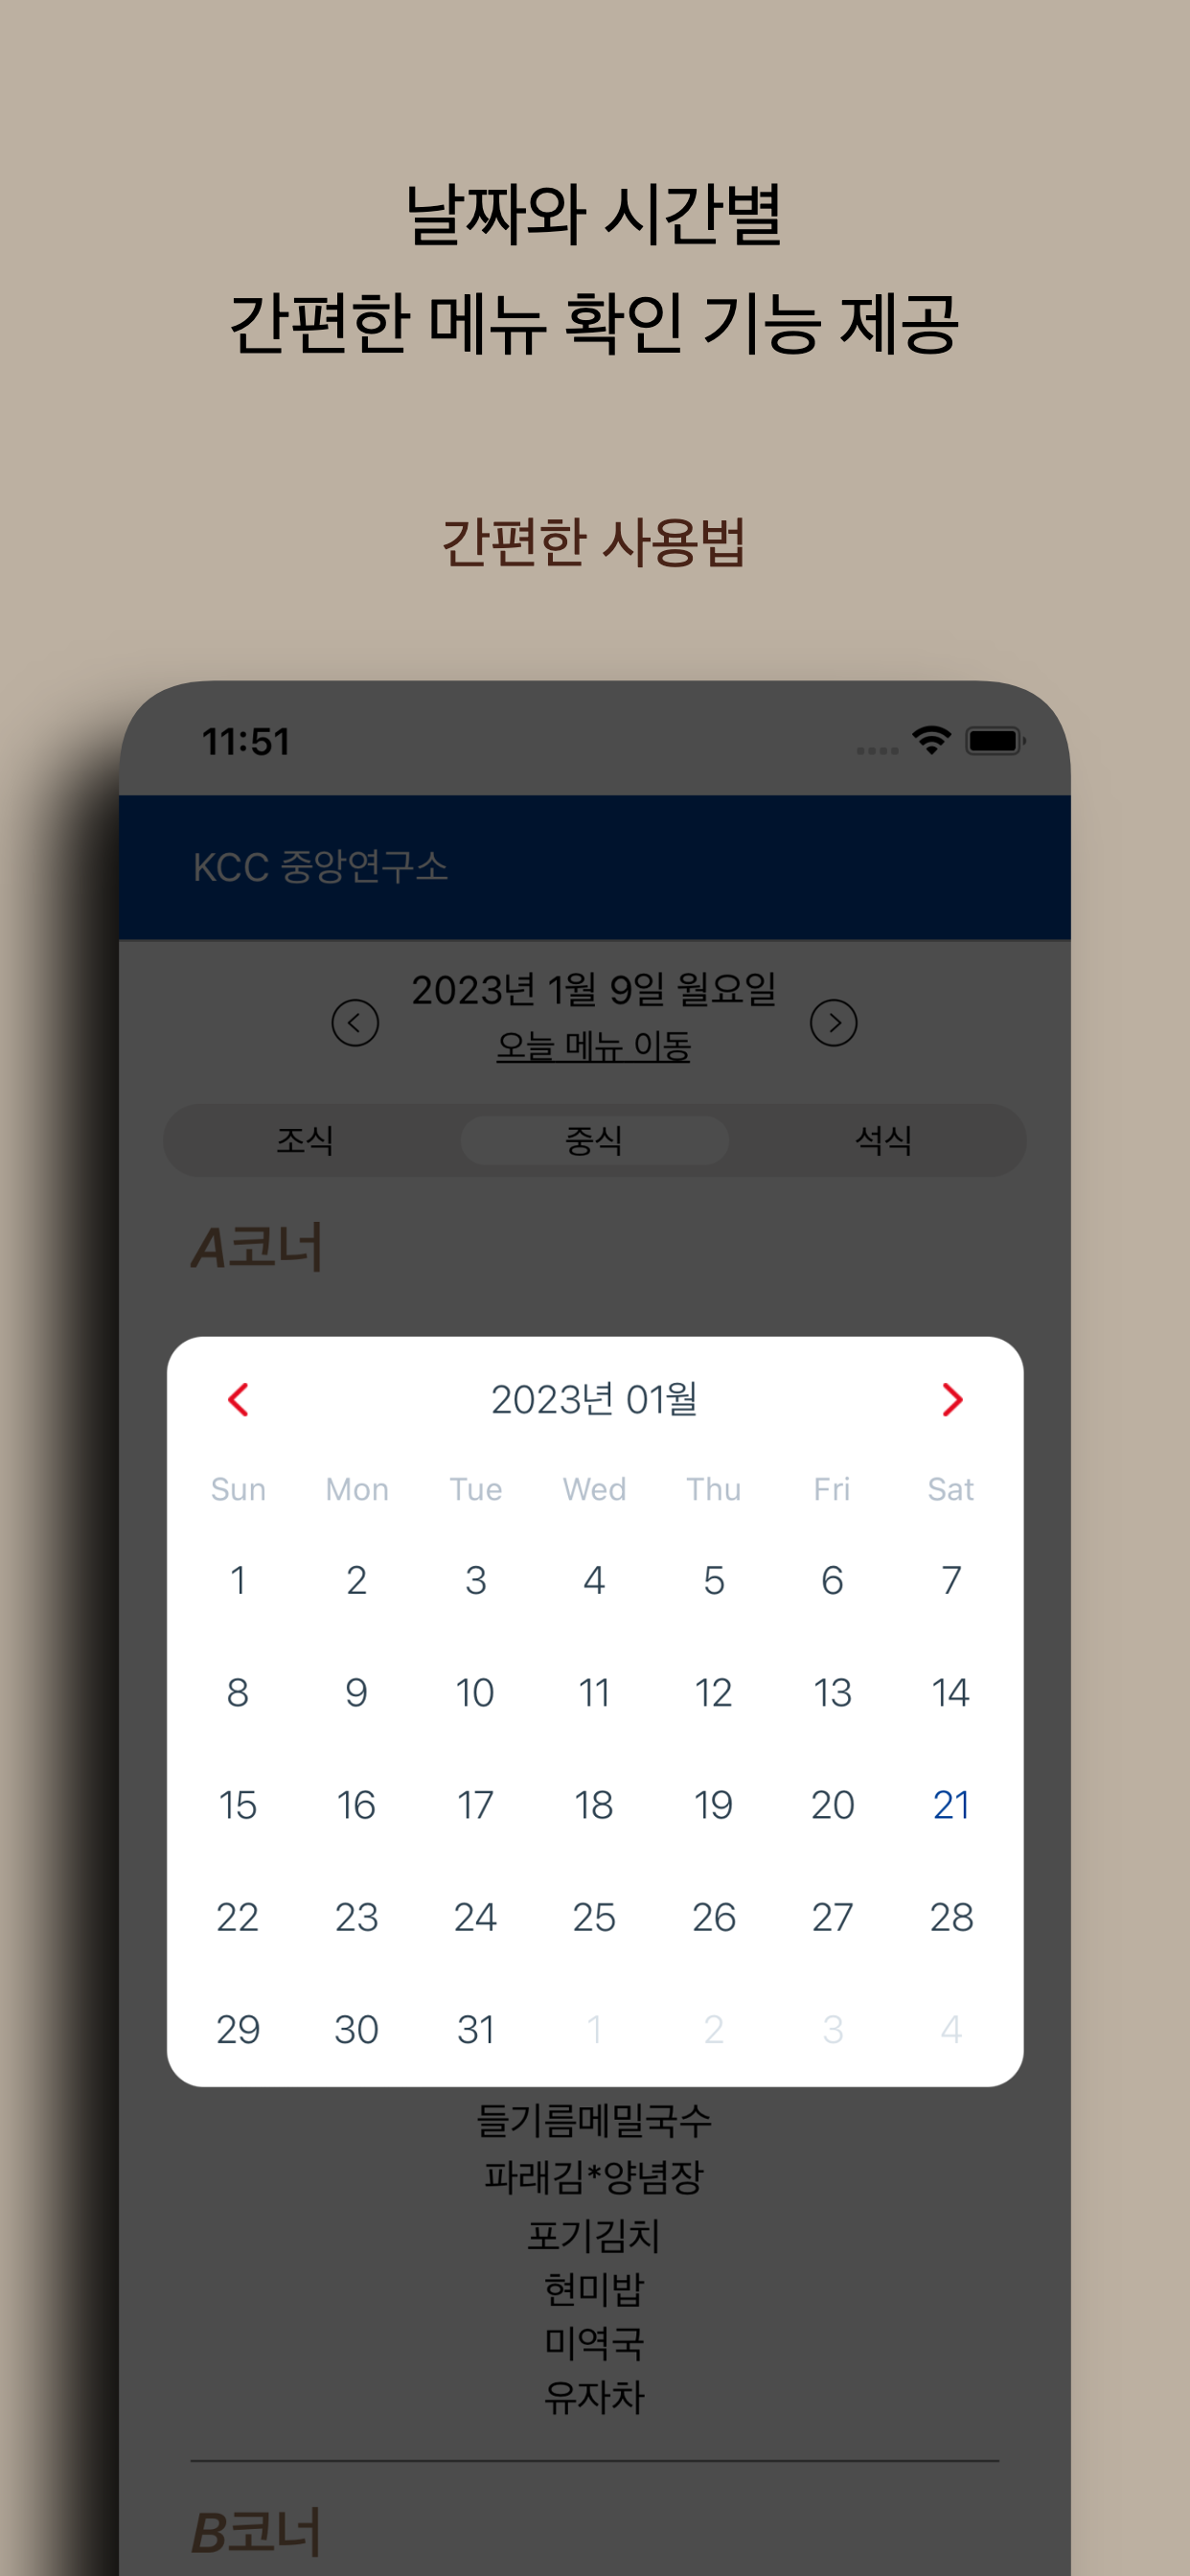 날짜와 시간별
간편한 메뉴 확인 기능 제공
간편한 사용법
11:51
KCC 중앙연구소
2023년 1월 9일 월요일
오늘 메뉴 이동
조식 중식 석식
A코너
2023년 01월
Sun Mon Tue Wed Thu Fri Sat
1 2 3 4 5 6 7
8 9 10 11 12 13 14
15 16 17 18 19 20 21
22 23 24 25 26 27 28
29 30 31 1 2 3 4
들기름메밀국수
파래김*양념장
포기김치
현미밥
미역국
유자차
B코너